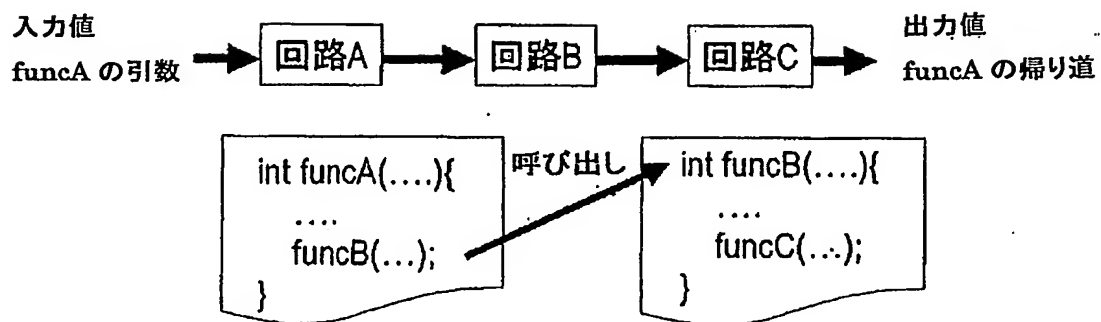 入力値
funcA の引数
回路A
回路B
回路C
出力値
funcA の帰り道
int funcA(....){
....
funcB(...);
}
呼び出し
int funcB(....){
....
funcC(...);
}